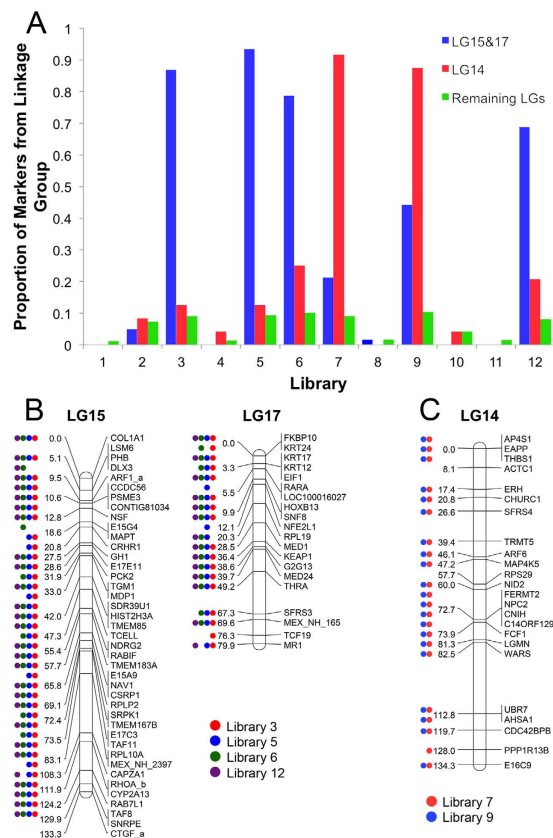 A
Proportion of Markers from Linkage
Group
1
0.9
0.8
0.7
0.6
0.5
0.4
0.3
0.2
0.1
0
LG15&17
LG14
Remaining LGs
1 2 3 4 5 6 7 8 9 10 11 12
Library
B
LG15
0.0
5.1
9.5
10.6
12.8
18.6
20.8
27.5
28.6
31.9
33.0
42.0
47.3
55.4
57.7
65.8
69.1
72.4
73.5
83.1
108.3
111.9
124.2
129.9
133.3
COL1A1
LSM6
PHB
DLX3
ARF1_a
CCDC56
PSME3
CONTIG81034
NSF
E15G4
MAPT
CRHR1
GH1
E17E11
PCK2
TGM1
MDP1
SDR39U1
HIST2H3A
TMEM85
TCELL
NDRG2
RABIF
TMEM183A
E15A9
NAV1
CSRP1
RPLP2
SRPK1
TMEM167B
E17C3
TAF11
RPL10A
MEX_NH_2397
CAPZA1
RHOA_b
CYP2A13
RAB7L1
TAF8
SNRPE
CTGF_a
LG17
0.0
3.3
5.5
9.9
12.1
20.3
28.5
36.4
38.6
39.7
49.2
67.3
69.6
76.3
79.9
FKBP10
KRT24
KRT17
KRT12
EIF1
RARA
LOC100016027
HOXB13
SNF8
NFE2L1
RPL19
MED1
KEAP1
G2G13
MED24
THRA
SFRS3
MEX_NH_165
TCF19
MR1
Library 3
Library 5
Library 6
Library 12
C
LG14
0.0
8.1
17.4
20.8
26.6
39.4
46.1
47.2
57.7
60.0
72.7
73.9
81.3
82.5
112.8
119.7
128.0
134.3
AP4S1
EAPP
THBS1
ACTC1
ERH
CHURC1
SFRS4
TRMT5
ARF6
MAP4K5
RPS29
NID2
FERMT2
NPC2
CNIH
C14ORF129
FCF1
LGMN
WARS
UBR7
AHSA1
CDC42BPB
PPP1R13B
E16C9
Library 7
Library 9